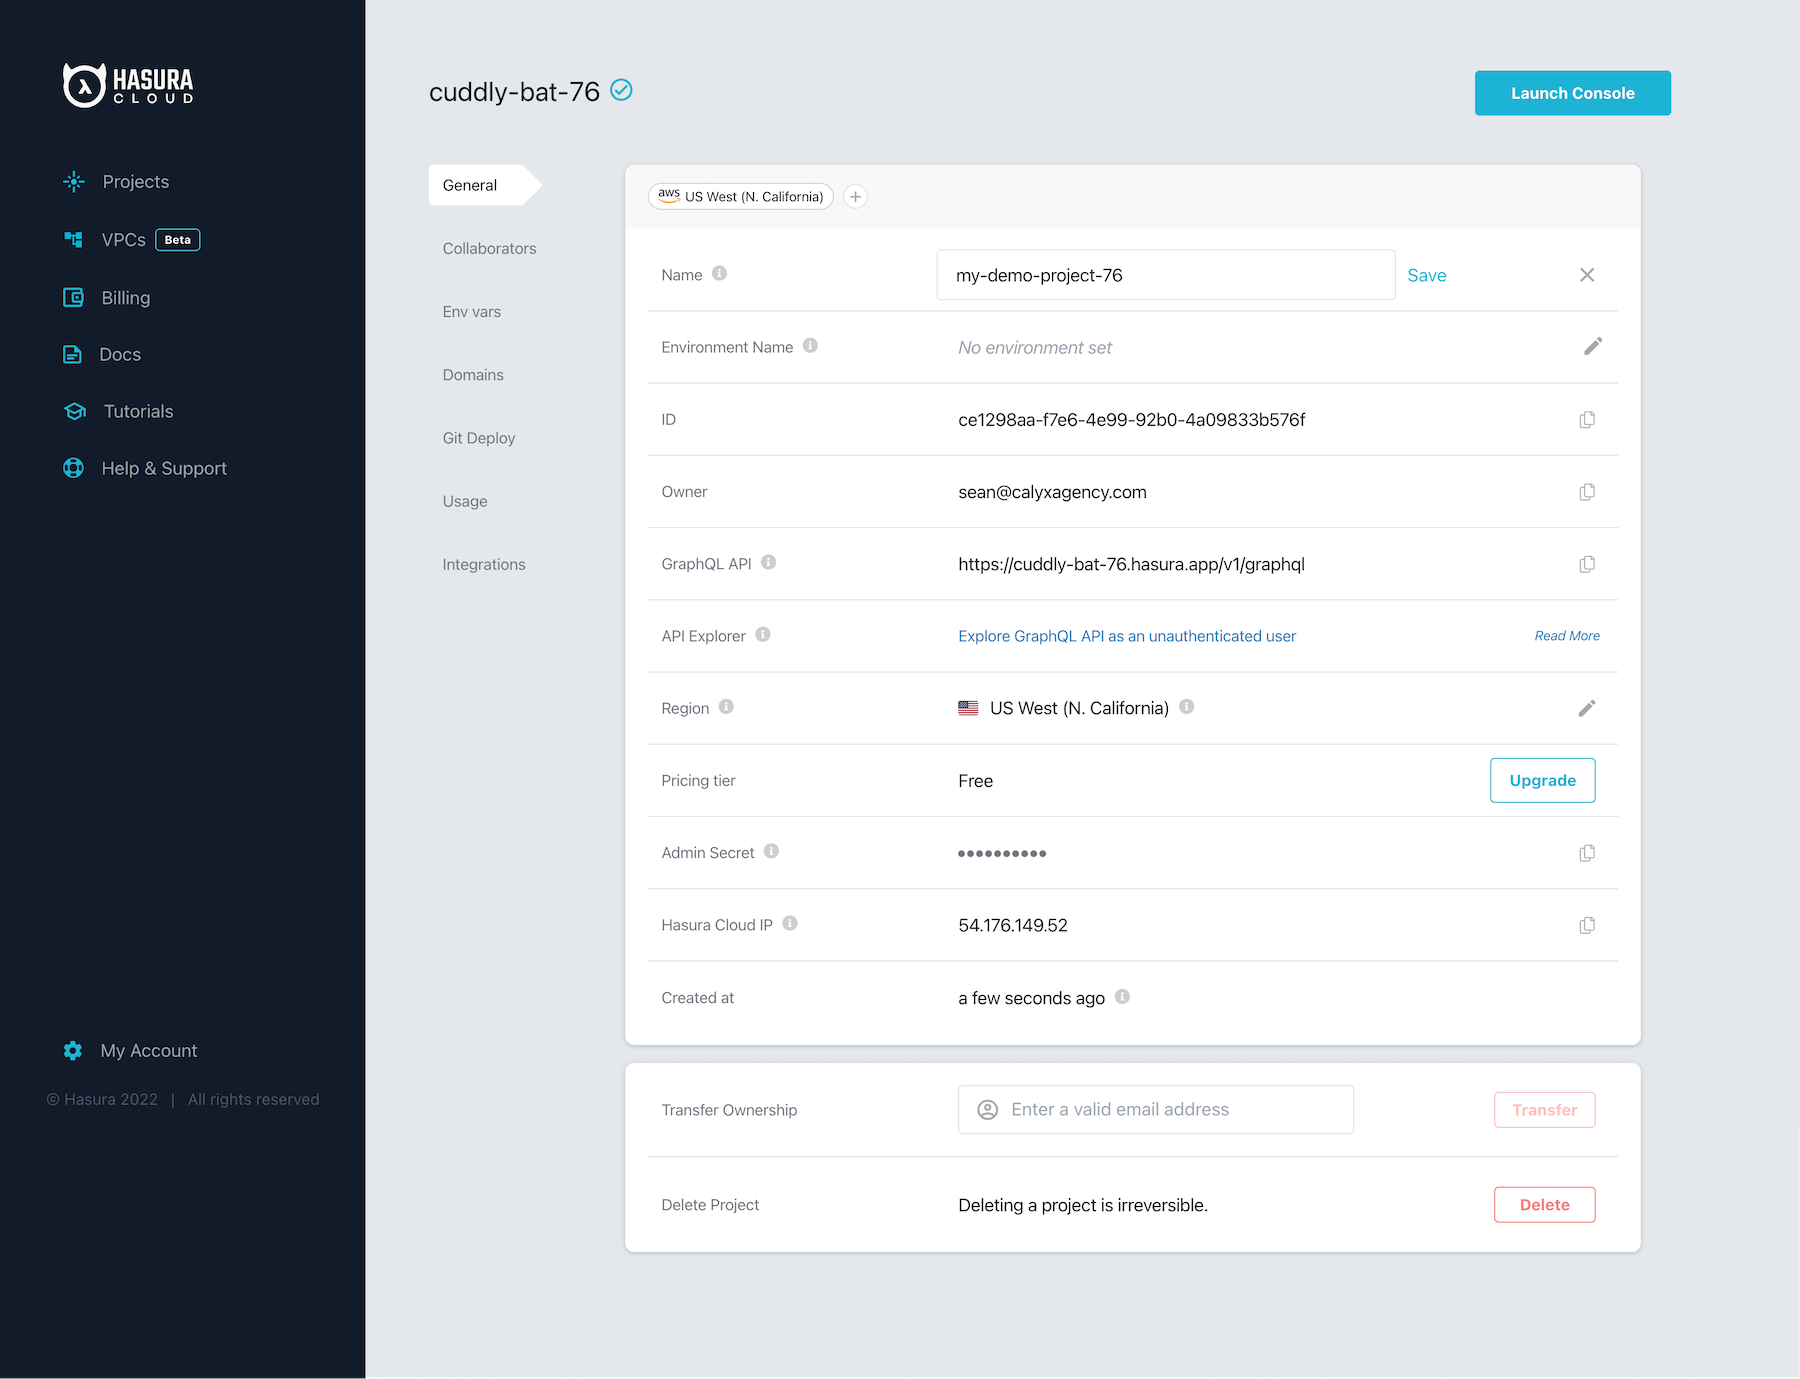 HASURA
CLOUD
Projects
VPCs Beta
Billing
Docs
Tutorials
Help & Support
My Account
© Hasura 2022 | All rights reserved
cuddly-bat-76
Launch Console
General
Collaborators
Env vars
Domains
Git Deploy
Usage
Integrations
aws US West (N. California)
Name my-demo-project-76 Save
Environment Name No environment set
ID ce1298aa-f7e6-4e99-92b0-4a09833b576f
Owner sean@calyxagency.com
GraphQL API https://cuddly-bat-76.hasura.app/v1/graphql
API Explorer Explore GraphQL API as an unauthenticated user Read More
Region US West (N. California)
Pricing tier Free Upgrade
Admin Secret ••••••••••
Hasura Cloud IP 54.176.149.52
Created at a few seconds ago
Transfer Ownership Enter a valid email address Transfer
Delete Project Deleting a project is irreversible. Delete